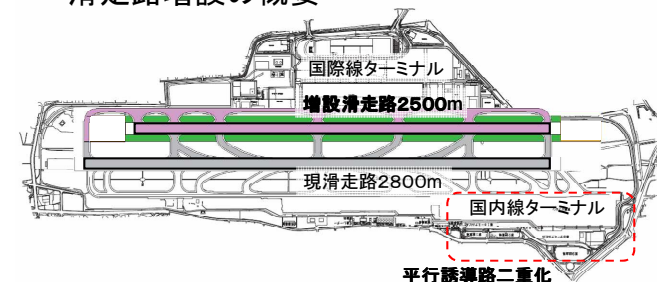 滑走路増設の概要
国際線ターミナル
増設滑走路2500m
現滑走路2800m
国内線ターミナル
平行誘導路二重化